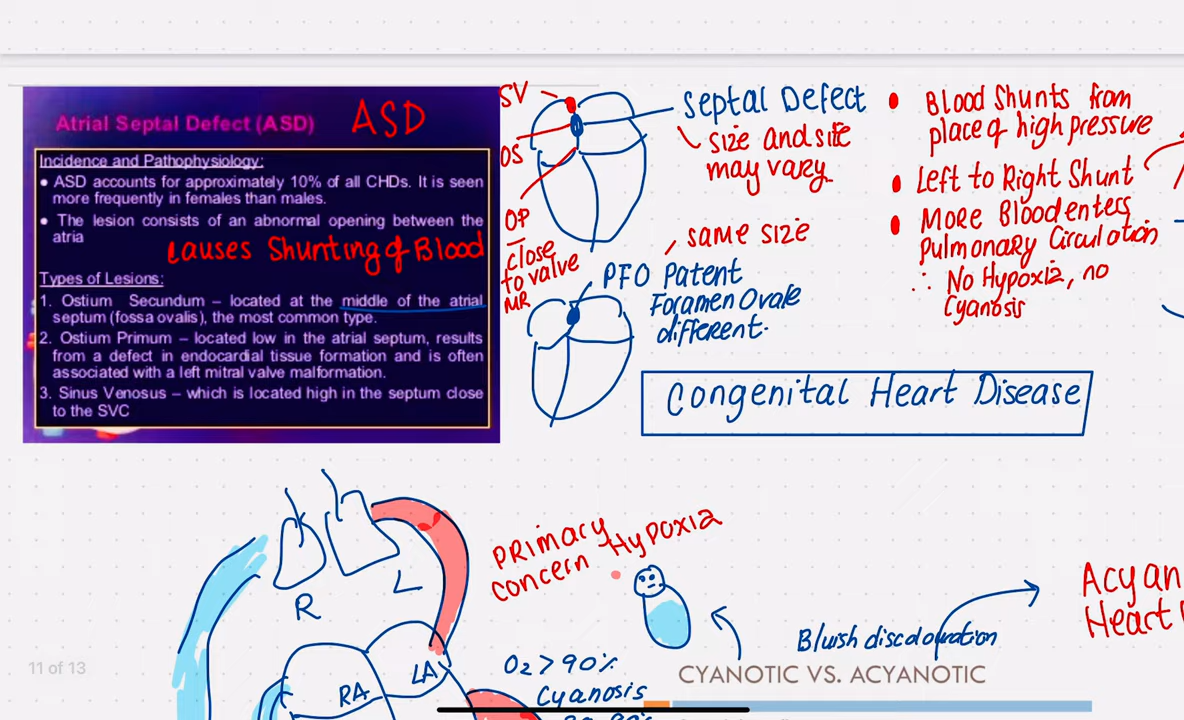 Atrial Septal Defect (ASD)
ASD
Incidence and Pathophysiology:
• ASD accounts for approximately 10% of all CHDs. It is seen
more frequently in females than males.
• The lesion consists of an abnormal opening between the
atria
Causes Shunting of Blood
Types of Lesions:
1. Ostium Secundum – located at the middle of the atrial
septum (fossa ovalis), the most common type.
2. Ostium Primum – located low in the atrial septum, results
from a defect in endocardial tissue formation and is often
associated with a left mitral valve malformation.
3. Sinus Venosus – which is located high in the septum close
to the SVC
SV
OS
OP
close
to valve
MR
Septal Defect
size and site
may vary
same size
PFO Patent
Foramen Ovale
different.
• Blood Shunts from
place of high pressure
• Left to Right Shunt
• More Blood enters
Pulmonary Circulation
∴ No Hypoxia, no
Cyanosis
Congenital Heart Disease
R
L
RA
LA
Primary Hypoxia
concern
O2 > 90%
Cyanosis
Bluish discolouration
Acyan
Heart
CYANOTIC VS. ACYANOTIC
11 of 13